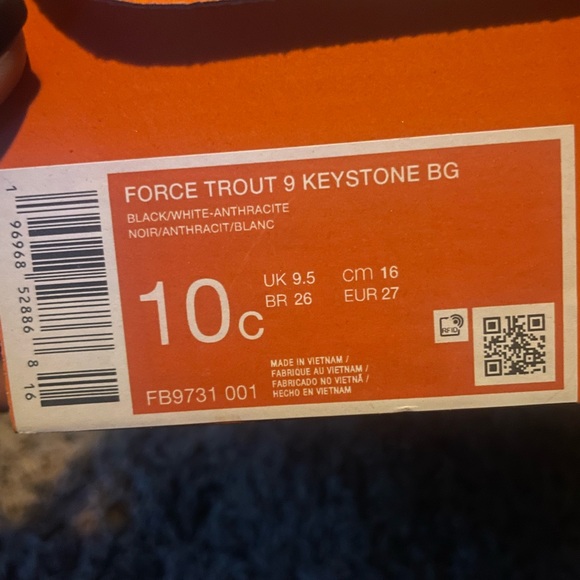 FORCE TROUT 9 KEYSTONE BG
BLACK/WHITE-ANTHRACITE
NOIR/ANTHRACIT/BLANC
10C
UK 9.5 cm 16
BR 26 EUR 27
RFID
MADE IN VIETNAM /
FABRIQUE AU VIETNAM /
FABRICADO NO VIETNÃ /
HECHO EN VIETNAM
FB9731 001
1 96968 52886 8 16